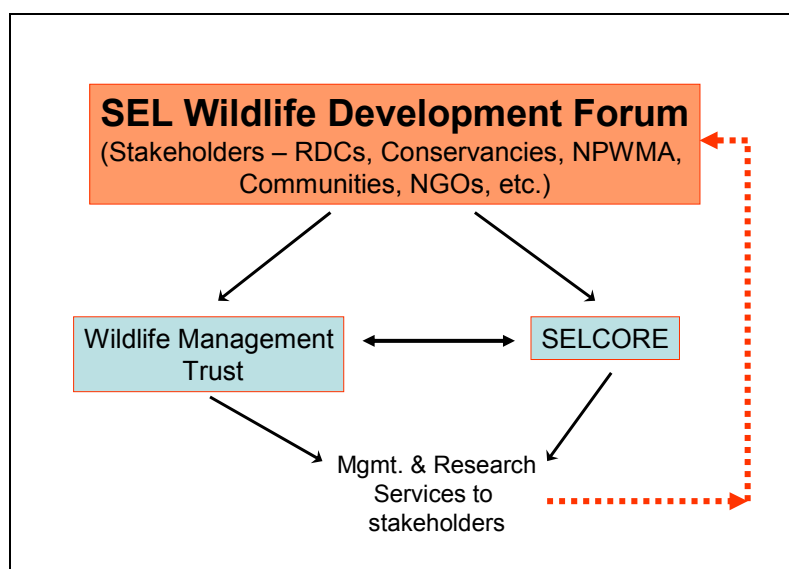 SEL Wildlife Development Forum
(Stakeholders – RDCs, Conservancies, NPWMA,
Communities, NGOs, etc.)
Wildlife Management
Trust
SELCORE
Mgmt. & Research
Services to
stakeholders